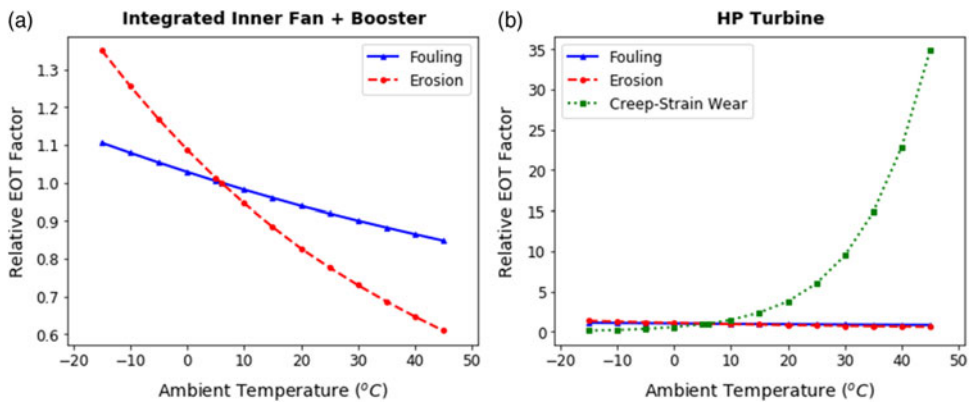 (a)
Integrated Inner Fan + Booster
Fouling
Erosion
Relative EOT Factor
1.3
1.2
1.1
1.0
0.9
0.8
0.7
0.6
−20 −10 0 10 20 30 40 50
Ambient Temperature (°C)
(b)
HP Turbine
Fouling
Erosion
Creep-Strain Wear
Relative EOT Factor
35
30
25
20
15
10
5
0
−20 −10 0 10 20 30 40 50
Ambient Temperature (°C)